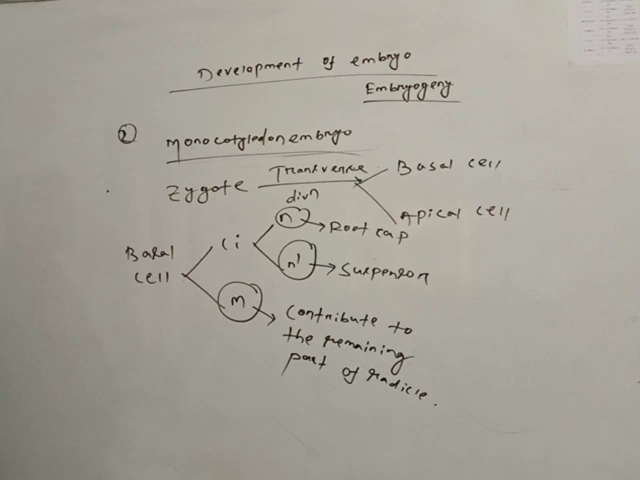 Development of embryo
Embryogeny
② Monocotyledon embryo
Zygote Transverse divn Basal cell
Apical cell
Basal cell
Ci
n Root cap
n' Suspensor
m Contribute to
the remaining
part of radicle.